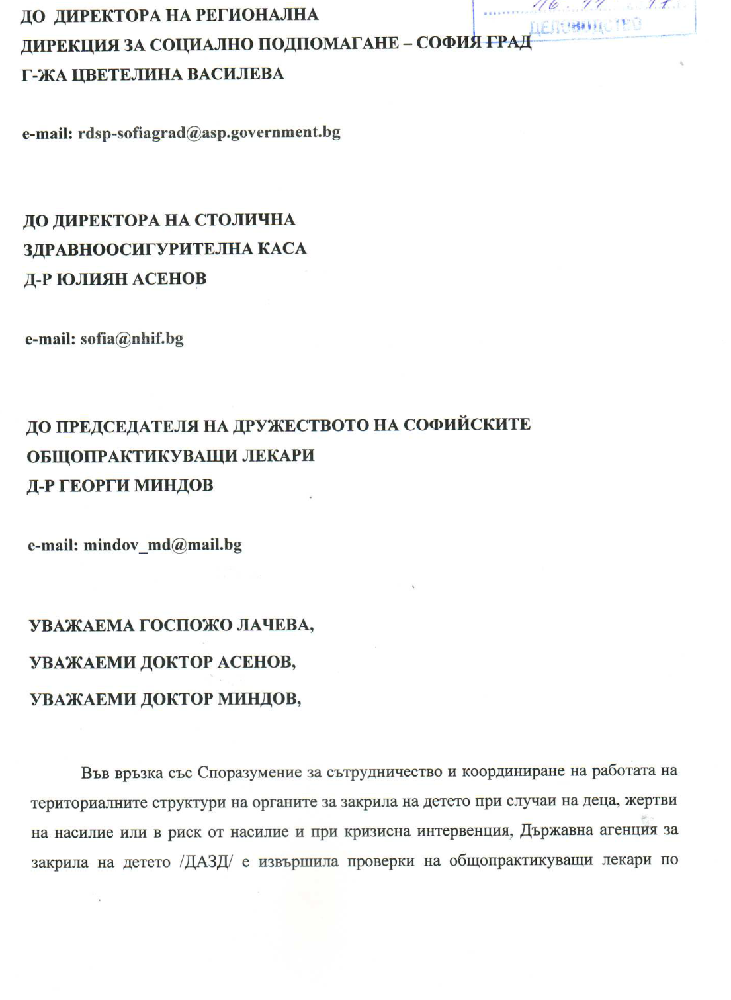 16. 11 17
ДЕЛОВОДСТВО
ДО ДИРЕКТОРА НА РЕГИОНАЛНА
ДИРЕКЦИЯ ЗА СОЦИАЛНО ПОДПОМАГАНЕ – СОФИЯ ГРАД
Г-ЖА ЦВЕТЕЛИНА ВАСИЛЕВА
e-mail: rdsp-sofiagrad@asp.government.bg
ДО ДИРЕКТОРА НА СТОЛИЧНА
ЗДРАВНООСИГУРИТЕЛНА КАСА
Д-Р ЮЛИЯН АСЕНОВ
e-mail: sofia@nhif.bg
ДО ПРЕДСЕДАТЕЛЯ НА ДРУЖЕСТВОТО НА СОФИЙСКИТЕ
ОБЩОПРАКТИКУВАЩИ ЛЕКАРИ
Д-Р ГЕОРГИ МИНДОВ
e-mail: mindov_md@mail.bg
УВАЖАЕМА ГОСПОЖО ЛАЧЕВА,
УВАЖАЕМИ ДОКТОР АСЕНОВ,
УВАЖАЕМИ ДОКТОР МИНДОВ,
Във връзка със Споразумение за сътрудничество и координиране на работата на
териториалните структури на органите за закрила на детето при случаи на деца, жертви
на насилие или в риск от насилие и при кризисна интервенция, Държавна агенция за
закрила на детето /ДАЗД/ е извършила проверки на общопрактикуващи лекари по